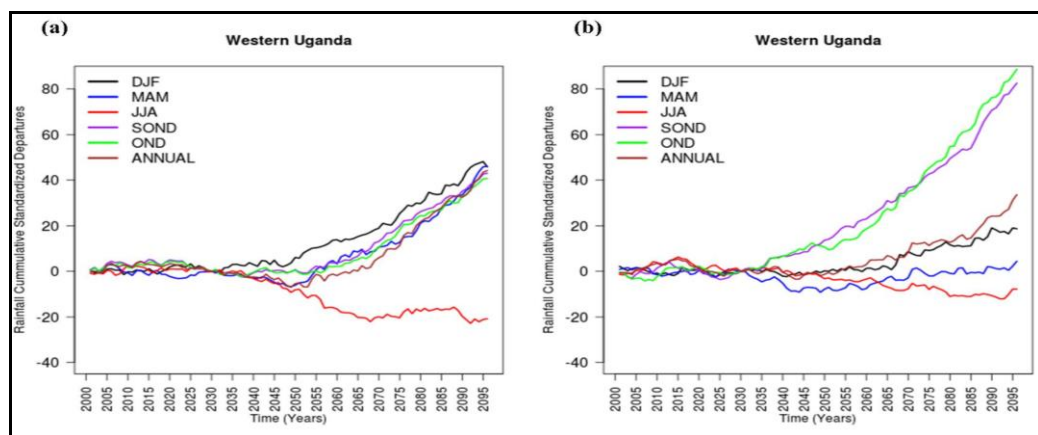 (a)
Western Uganda
Rainfall Cummulative Standardized Departures
80
60
40
20
0
-20
-40
DJF
MAM
JJA
SOND
OND
ANNUAL
2000 2005 2010 2015 2020 2025 2030 2035 2040 2045 2050 2055 2060 2065 2070 2075 2080 2085 2090 2095
Time (Years)
(b)
Western Uganda
Rainfall Cummulative Standardized Departures
80
60
40
20
0
-20
-40
DJF
MAM
JJA
SOND
OND
ANNUAL
2000 2005 2010 2015 2020 2025 2030 2035 2040 2045 2050 2055 2060 2065 2070 2075 2080 2085 2090 2095
Time (Years)